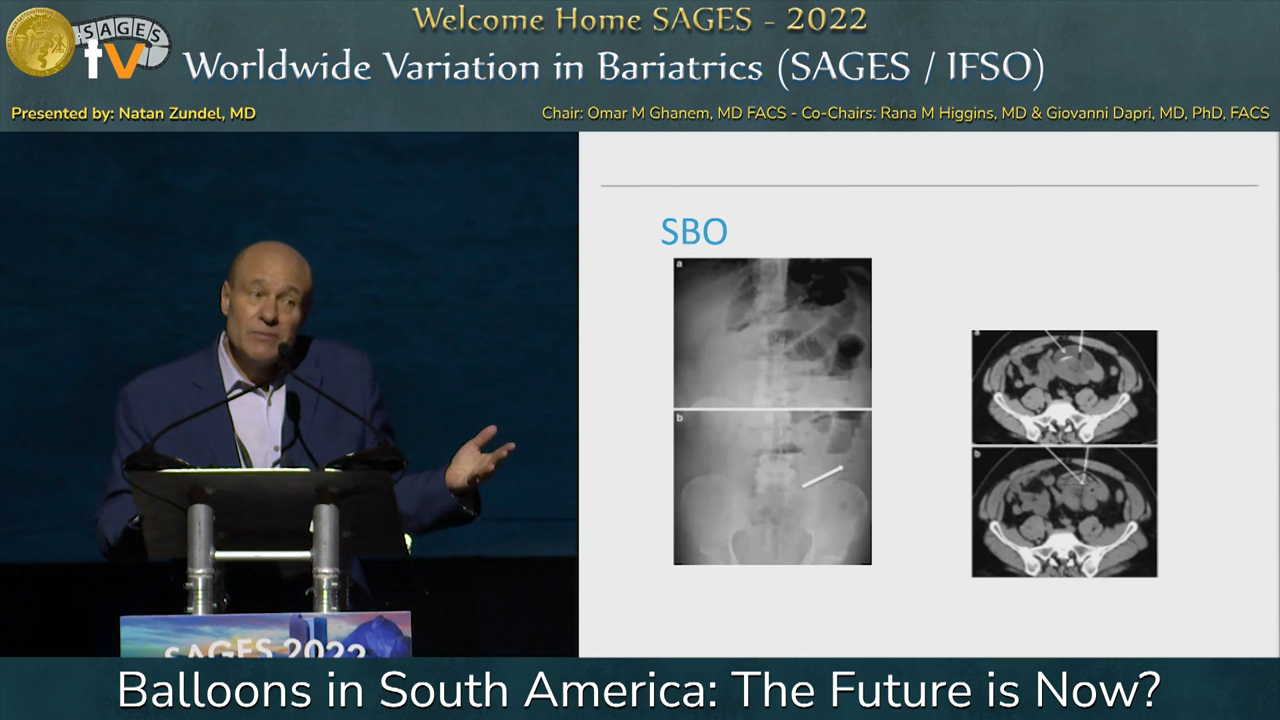 Welcome Home SAGES - 2022
SAGES
tv
Worldwide Variation in Bariatrics (SAGES / IFSO)
Presented by: Natan Zundel, MD
Chair: Omar M Ghanem, MD FACS - Co-Chairs: Rana M Higgins, MD & Giovanni Dapri, MD, PhD, FACS
SBO
a
b
a
b
SAGES 2022
Balloons in South America: The Future is Now?